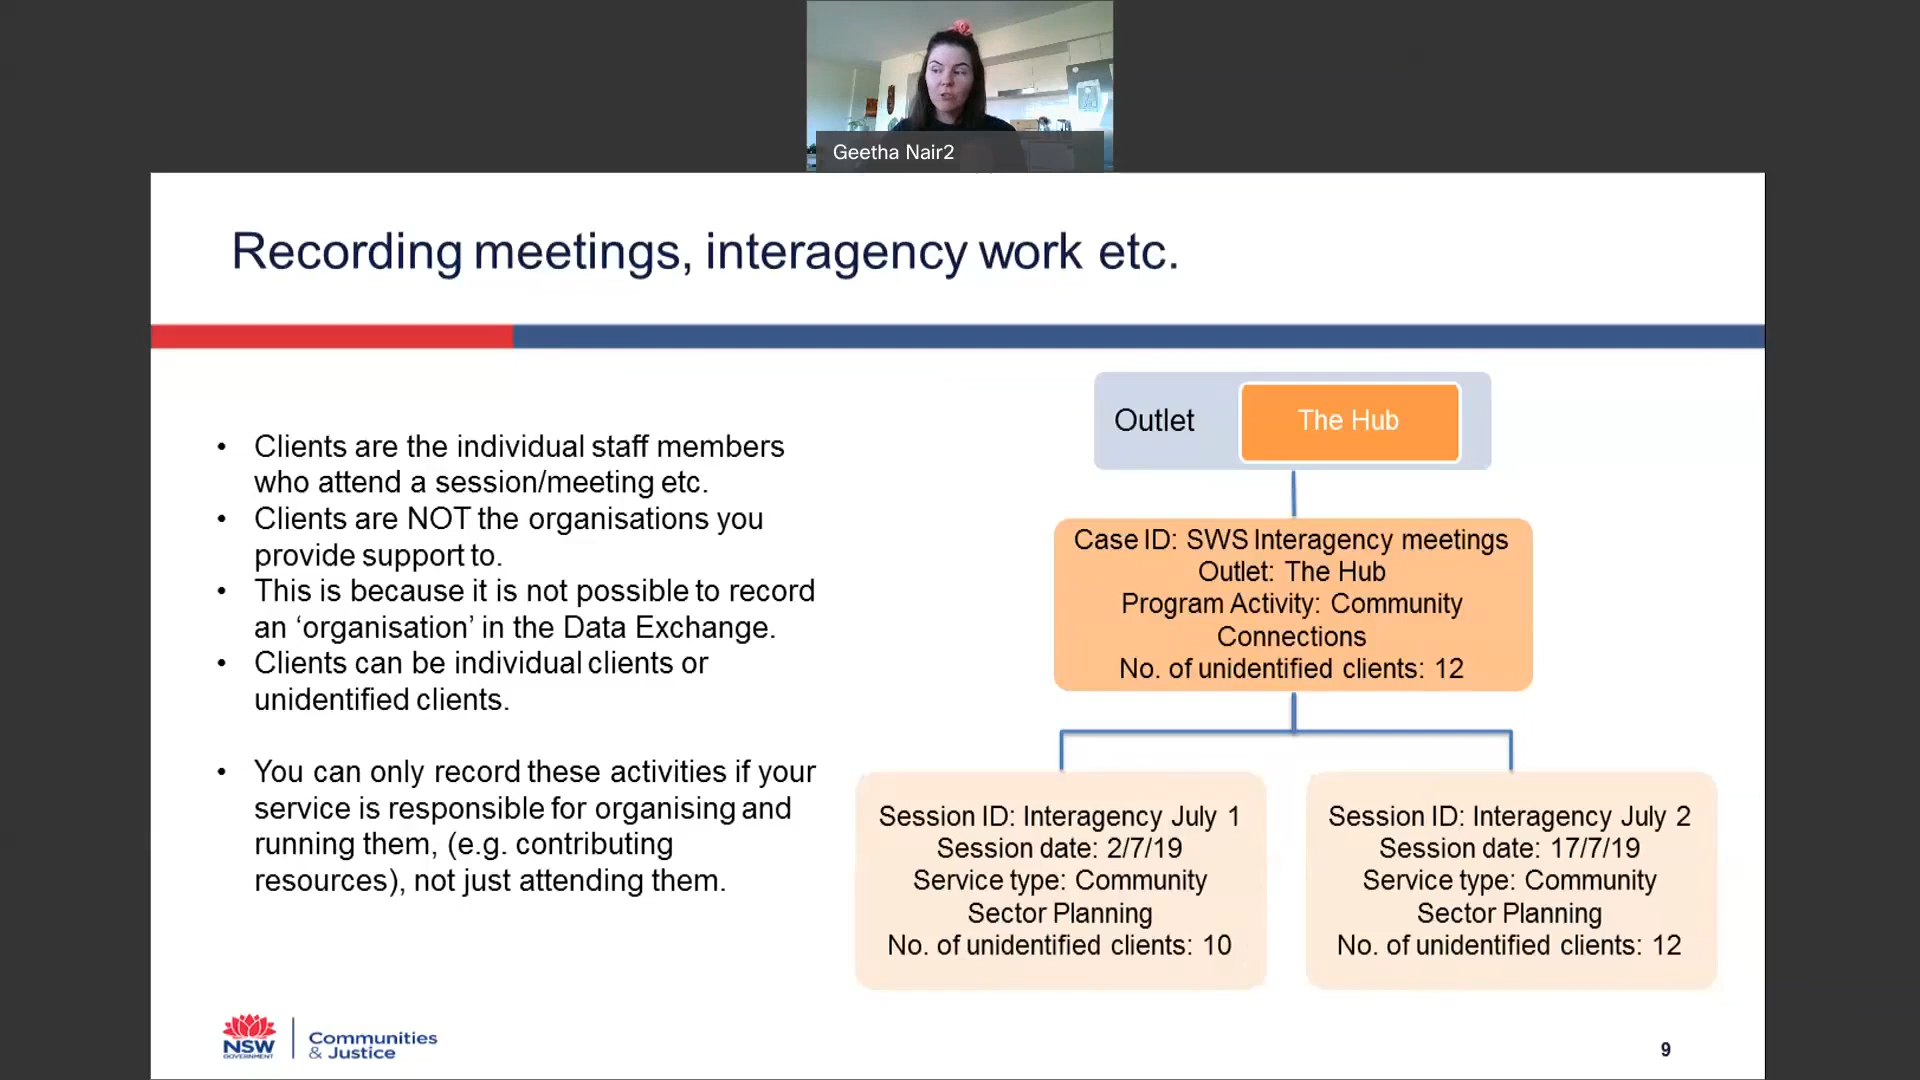 Geetha Nair2
Recording meetings, interagency work etc.
• Clients are the individual staff members
who attend a session/meeting etc.
• Clients are NOT the organisations you
provide support to.
• This is because it is not possible to record
an ‘organisation’ in the Data Exchange.
• Clients can be individual clients or
unidentified clients.
• You can only record these activities if your
service is responsible for organising and
running them, (e.g. contributing
resources), not just attending them.
Outlet
The Hub
Case ID: SWS Interagency meetings
Outlet: The Hub
Program Activity: Community
Connections
No. of unidentified clients: 12
Session ID: Interagency July 1
Session date: 2/7/19
Service type: Community
Sector Planning
No. of unidentified clients: 10
Session ID: Interagency July 2
Session date: 17/7/19
Service type: Community
Sector Planning
No. of unidentified clients: 12
NSW
GOVERNMENT
Communities
& Justice
9